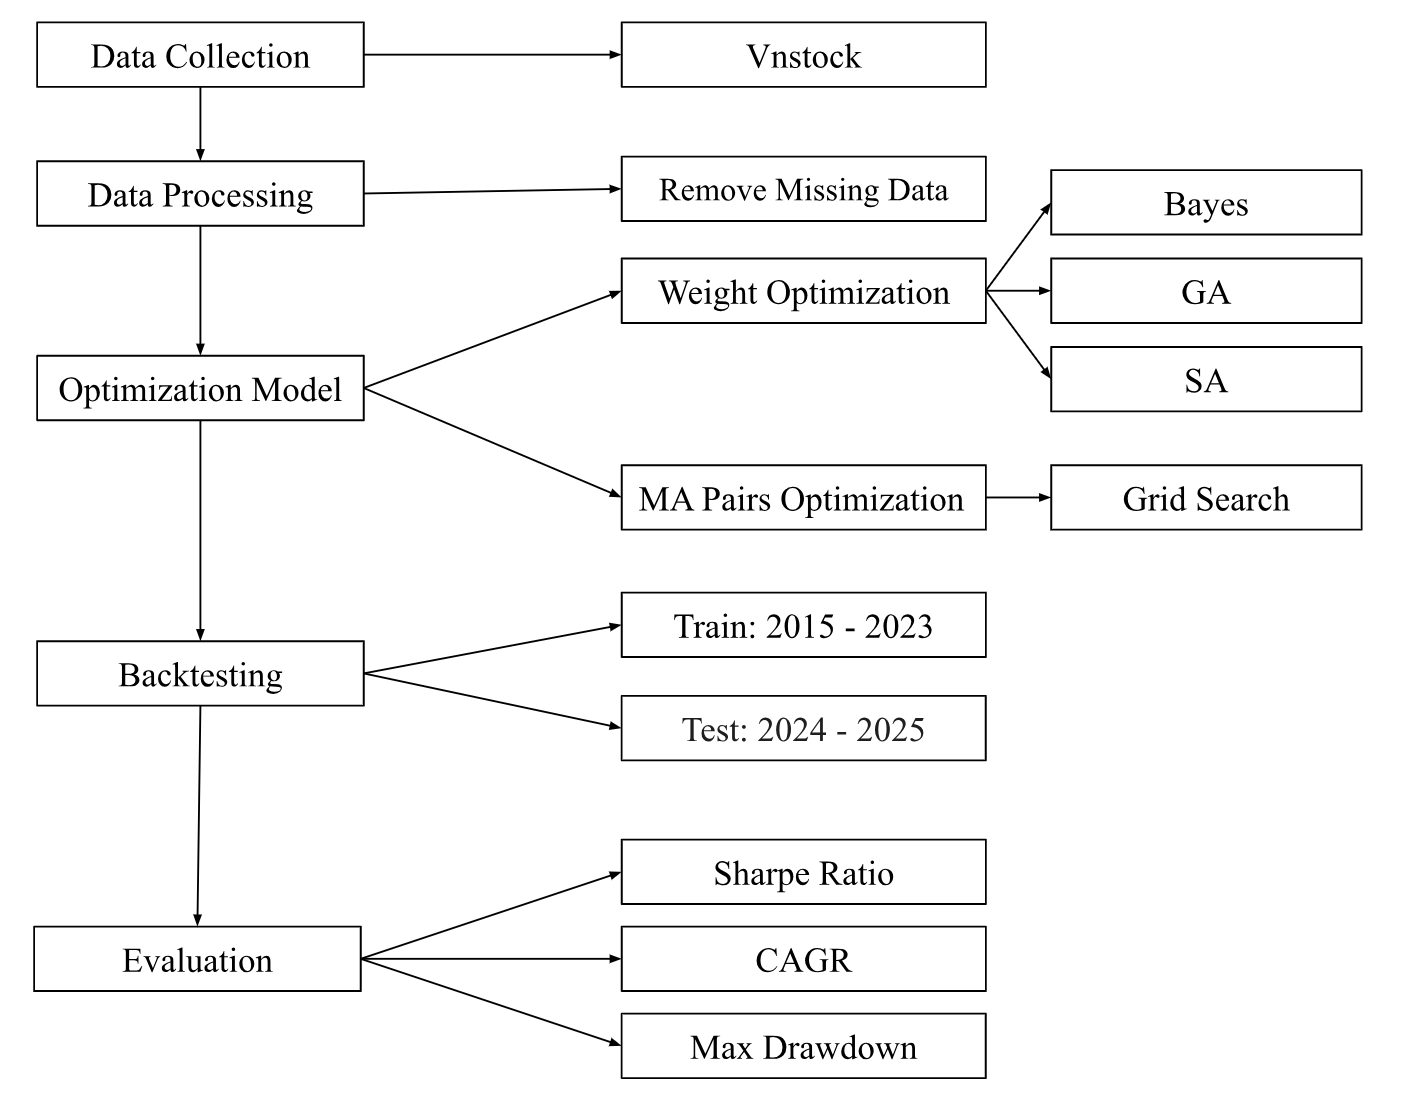 Data Collection
Vnstock
Data Processing
Remove Missing Data
Bayes
Weight Optimization
GA
Optimization Model
SA
MA Pairs Optimization
Grid Search
Train: 2015 - 2023
Backtesting
Test: 2024 - 2025
Sharpe Ratio
Evaluation
CAGR
Max Drawdown